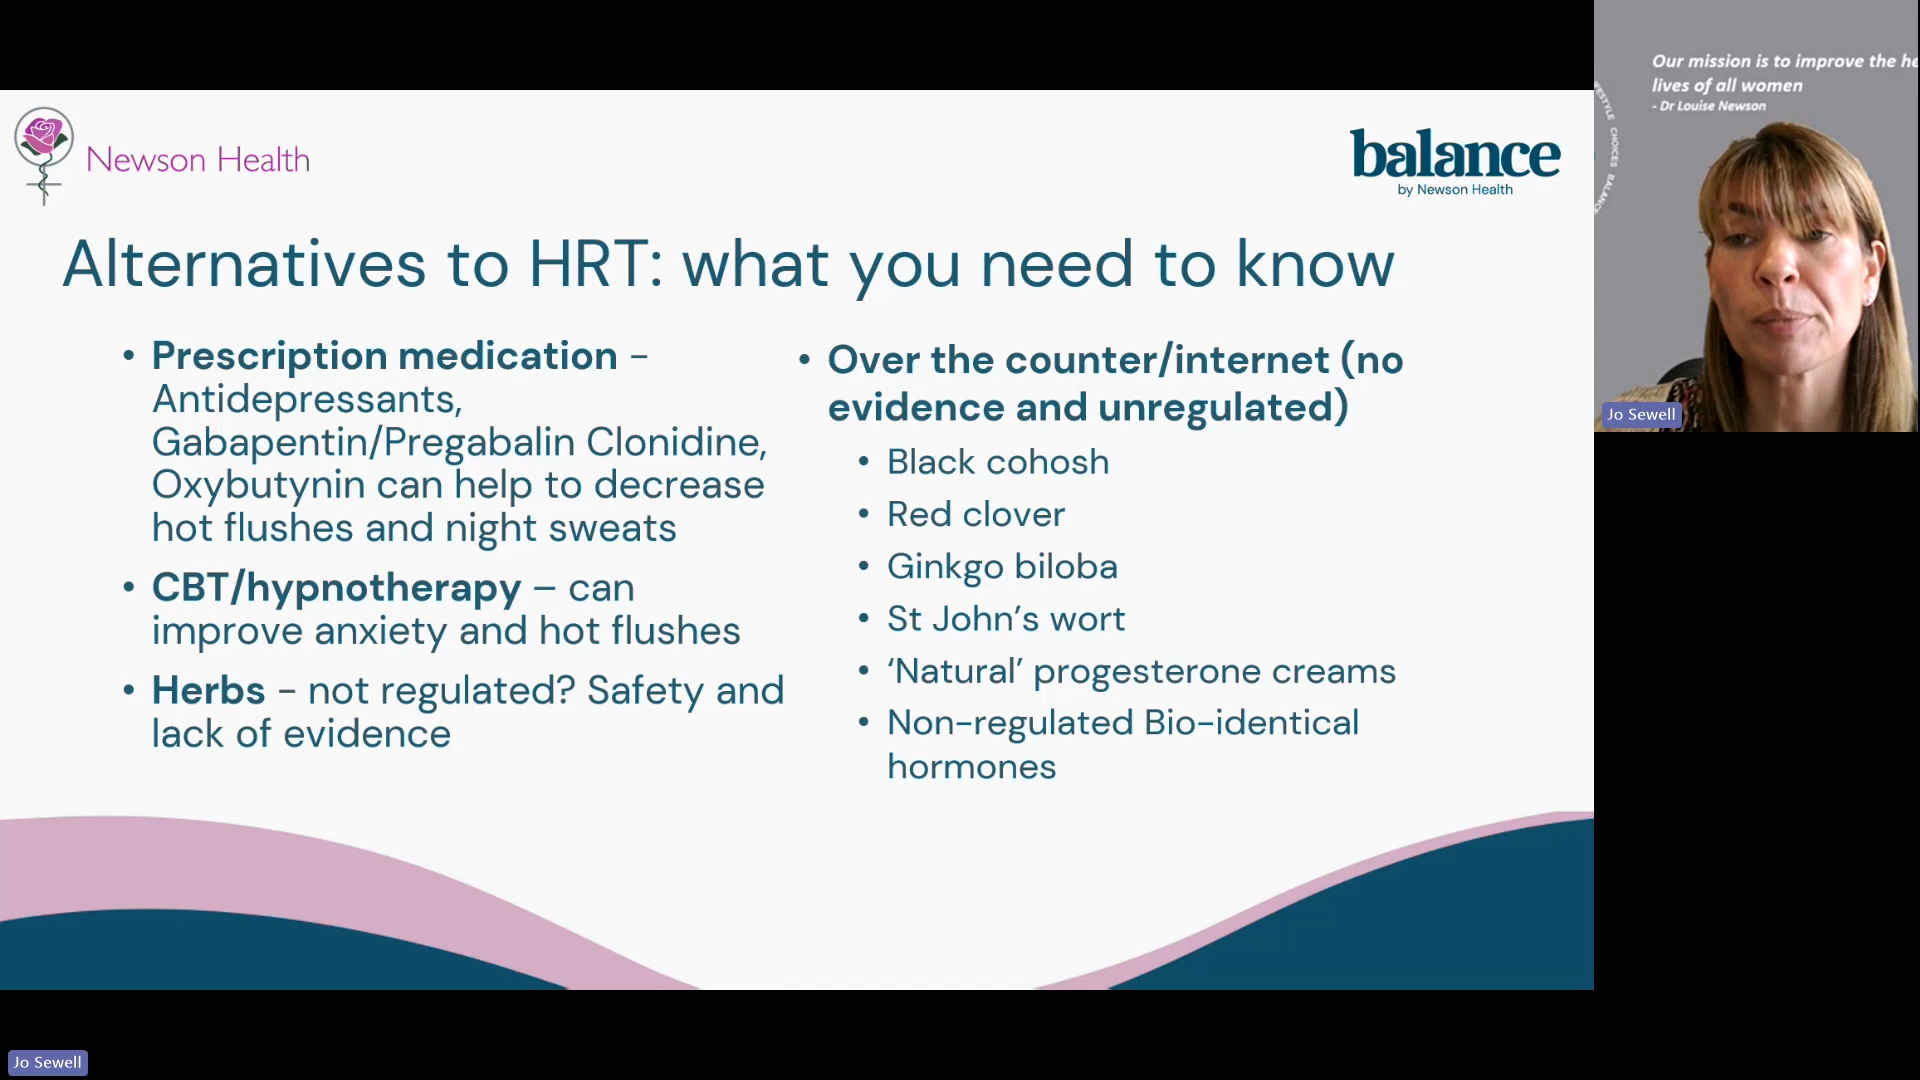 Newson Health
balance
by Newson Health
Alternatives to HRT: what you need to know
• Prescription medication –
Antidepressants,
Gabapentin/Pregabalin Clonidine,
Oxybutynin can help to decrease
hot flushes and night sweats
• CBT/hypnotherapy – can
improve anxiety and hot flushes
• Herbs – not regulated? Safety and
lack of evidence
• Over the counter/internet (no
evidence and unregulated)
• Black cohosh
• Red clover
• Ginkgo biloba
• St John’s wort
• ‘Natural’ progesterone creams
• Non-regulated Bio-identical
hormones
Our mission is to improve the he
lives of all women
- Dr Louise Newson
CHOICES BALANCE
Jo Sewell
Jo Sewell